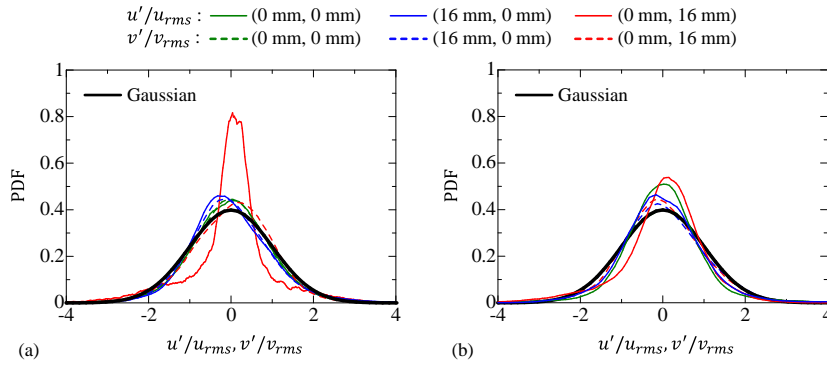 u′/u_rms : (0 mm, 0 mm) (16 mm, 0 mm) (0 mm, 16 mm)
v′/v_rms : (0 mm, 0 mm) (16 mm, 0 mm) (0 mm, 16 mm)
1
0.8
0.6
0.4
0.2
0
PDF
Gaussian
-4 -2 0 2 4
(a) u′/u_rms, v′/v_rms
1
0.8
0.6
0.4
0.2
0
PDF
Gaussian
-4 -2 0 2 4
(b) u′/u_rms, v′/v_rms